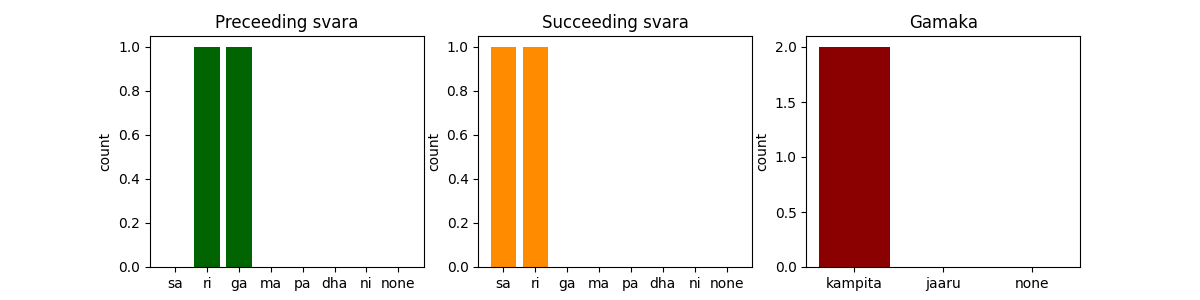 Preceeding svara
count
1.0
0.8
0.6
0.4
0.2
0.0
sa ri ga ma pa dha ni none
Succeeding svara
count
1.0
0.8
0.6
0.4
0.2
0.0
sa ri ga ma pa dha ni none
Gamaka
count
2.0
1.5
1.0
0.5
0.0
kampita jaaru none